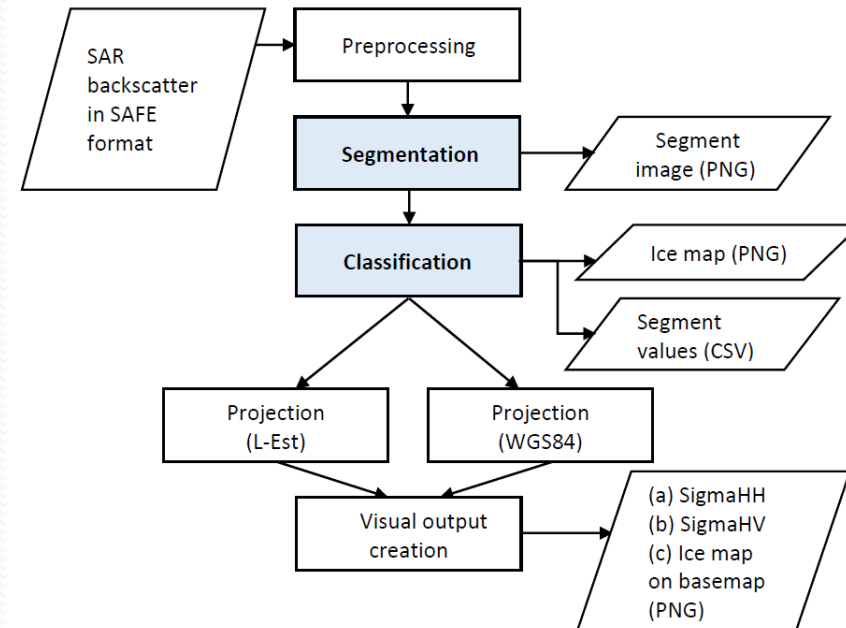 SAR
backscatter
in SAFE
format
Preprocessing
Segmentation
Segment
image (PNG)
Classification
Ice map (PNG)
Segment
values (CSV)
Projection
(L-Est)
Projection
(WGS84)
Visual output
creation
(a) SigmaHH
(b) SigmaHV
(c) Ice map
on basemap
(PNG)